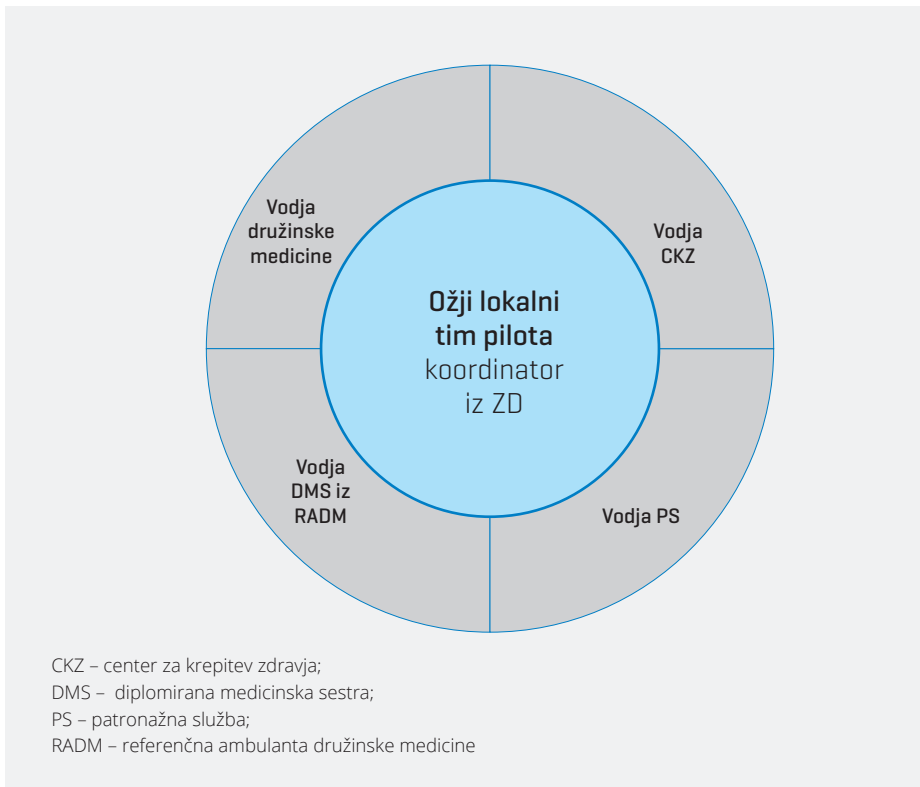 Vodja
družinske
medicine
Vodja
CKZ
Ožji lokalni
tim pilota
koordinator
iz ZD
Vodja
DMS iz
RADM
Vodja PS
CKZ – center za krepitev zdravja;
DMS – diplomirana medicinska sestra;
PS – patronažna služba;
RADM – referenčna ambulanta družinske medicine